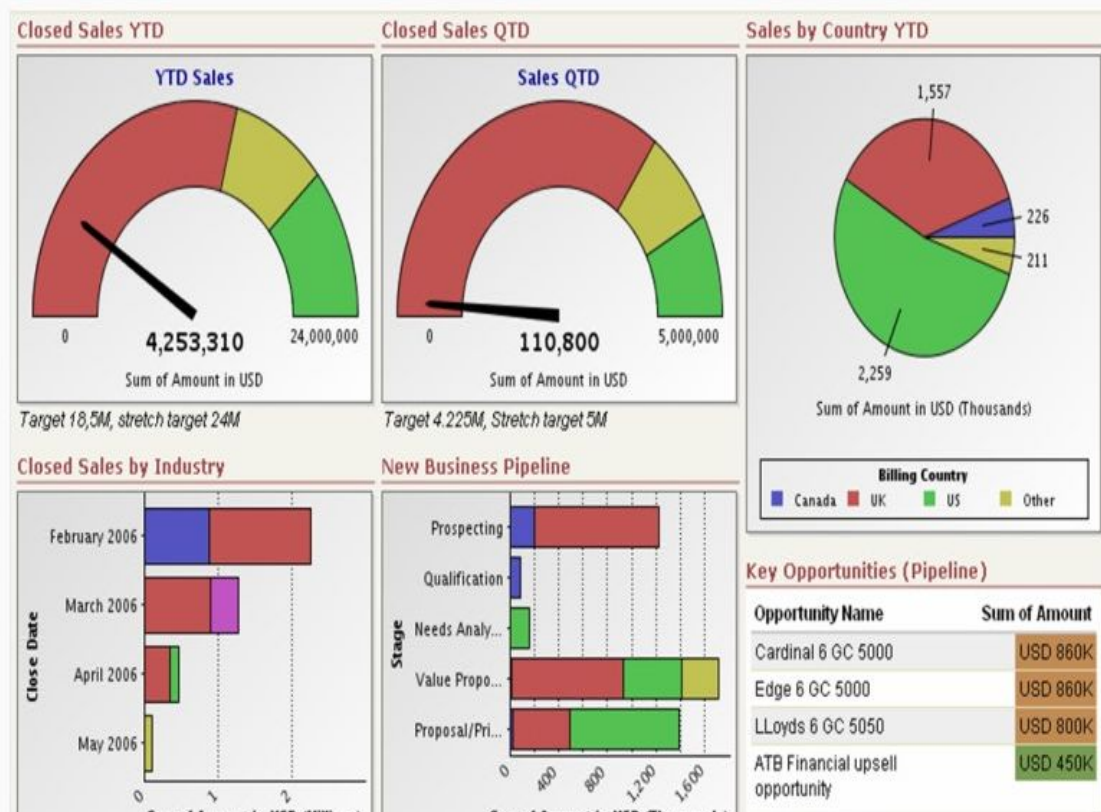 Closed Sales YTD
YTD Sales
0
4,253,310
24,000,000
Sum of Amount in USD
Target 18,5M, stretch target 24M
Closed Sales QTD
Sales QTD
0
110,800
5,000,000
Sum of Amount in USD
Target 4.225M, Stretch target 5M
Sales by Country YTD
1,557
226
211
2,259
Sum of Amount in USD (Thousands)
Billing Country
Canada UK US Other
Closed Sales by Industry
Close Date
February 2006
March 2006
April 2006
May 2006
0 1 2
New Business Pipeline
Stage
Prospecting
Qualification
Needs Analy...
Value Propo...
Proposal/Pri...
0 400 800 1,200 1,600
Key Opportunities (Pipeline)
Opportunity Name Sum of Amount
Cardinal 6 GC 5000 USD 860K
Edge 6 GC 5000 USD 860K
LLoyds 6 GC 5050 USD 800K
ATB Financial upsell USD 450K
opportunity